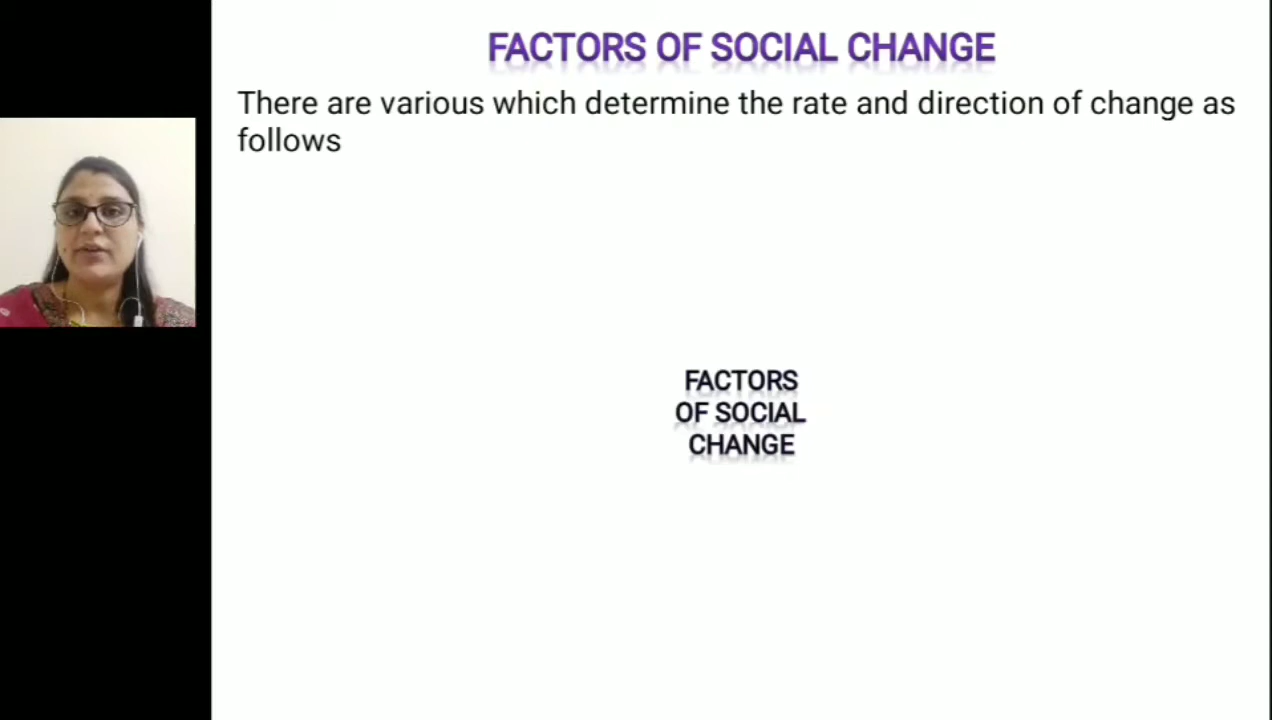 FACTORS OF SOCIAL CHANGE
There are various which determine the rate and direction of change as
follows
FACTORS
OF SOCIAL
CHANGE